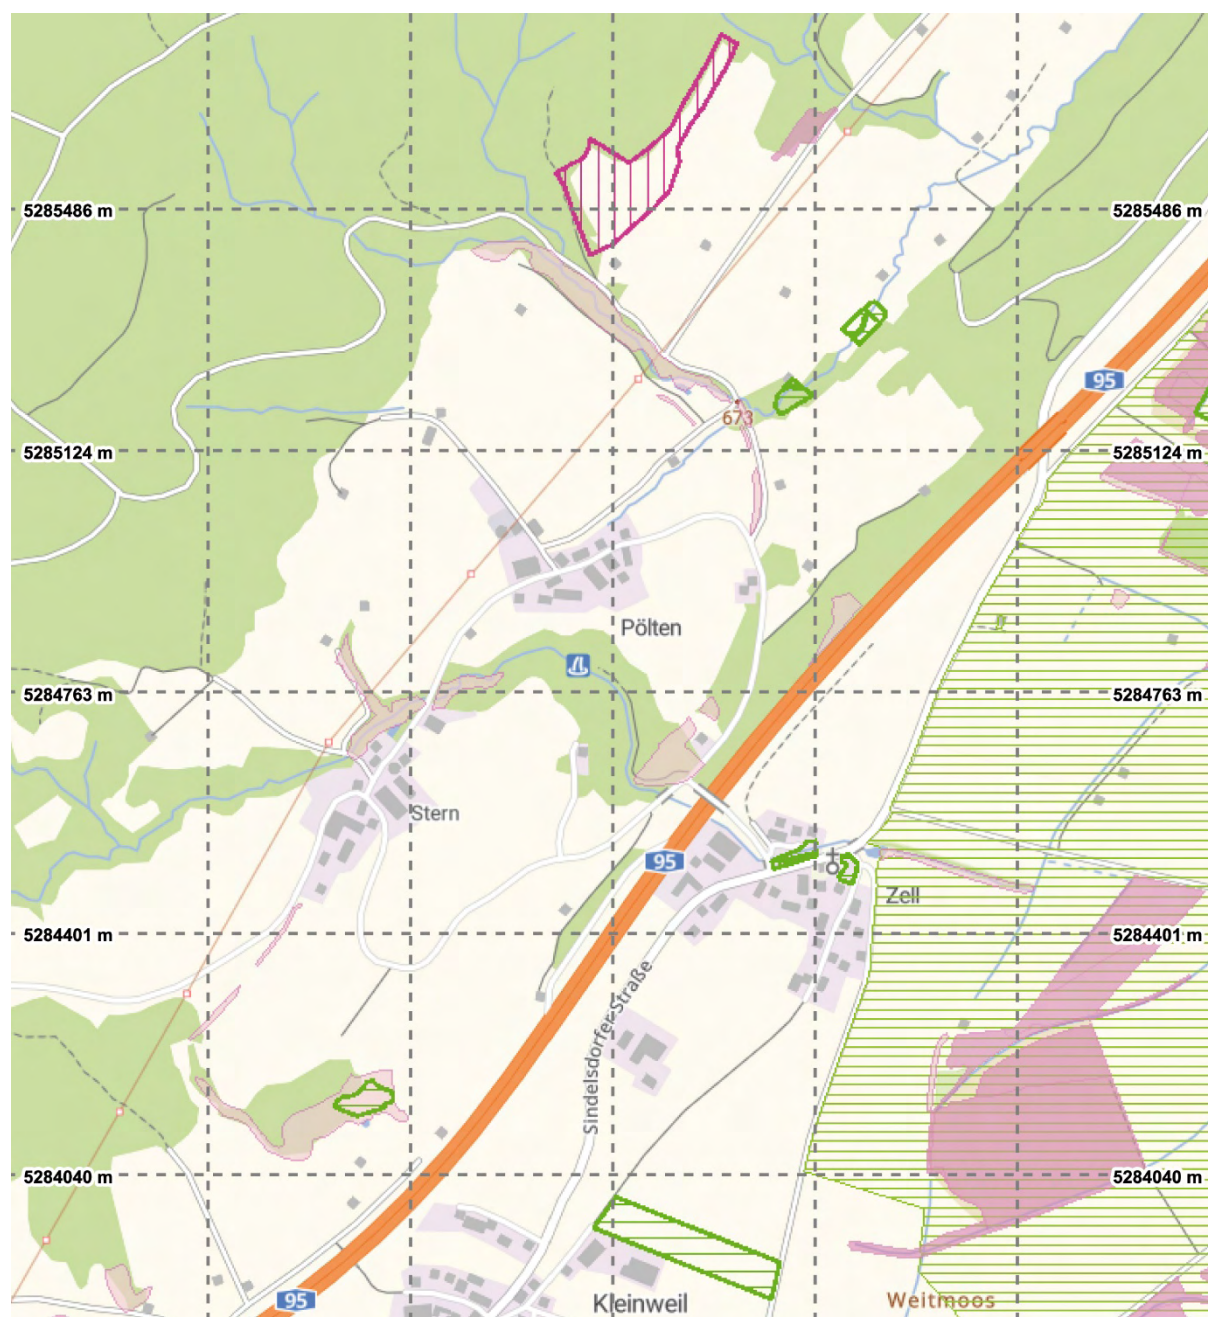 5285486 m
5285486 m
95
673
5285124 m
5285124 m
Pölten
5284763 m
5284763 m
Stern
95
Zell
5284401 m
5284401 m
Sindelsdorfer Straße
5284040 m
5284040 m
95
Kleinweil
Weitmoos